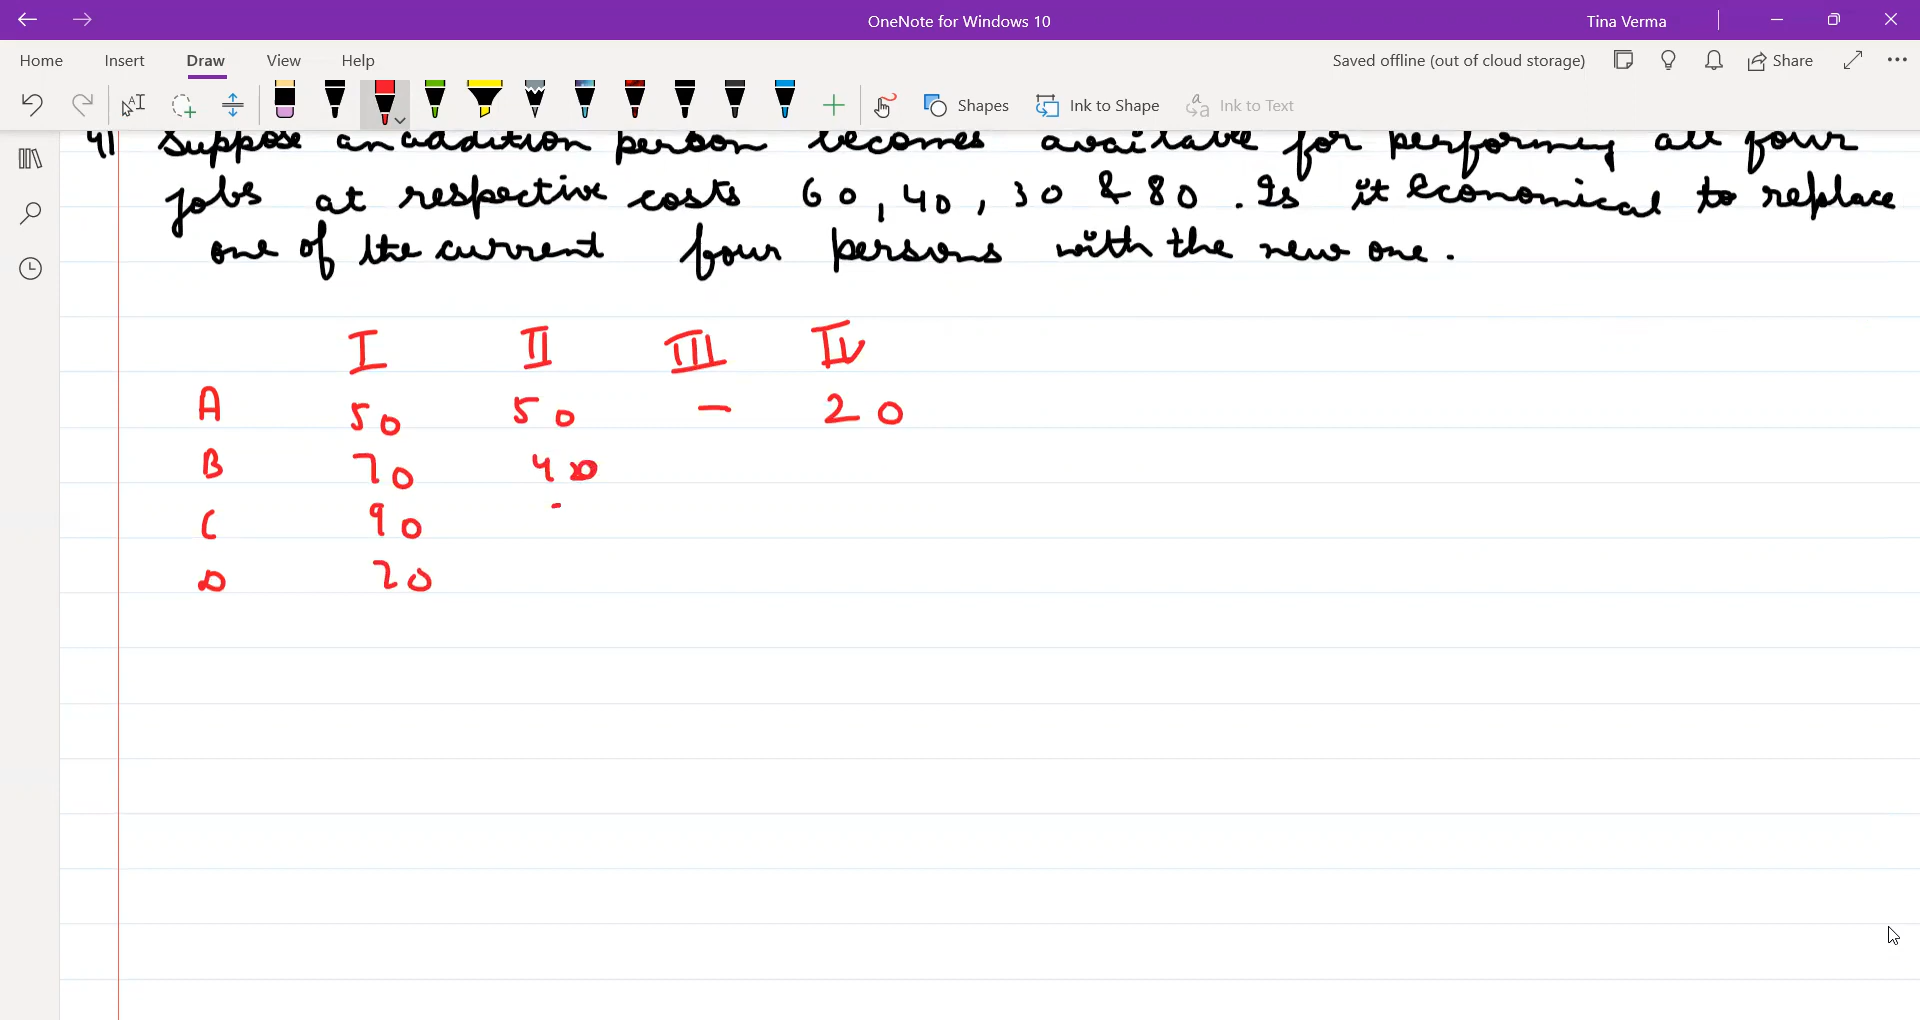 OneNote for Windows 10
Tina Verma
Home Insert Draw View Help
Saved offline (out of cloud storage) Share
Shapes Ink to Shape Ink to Text
4) Suppose an addition person becomes available for performing all four
jobs at respective costs 60, 40, 30 & 80. Is it economical to replace
one of the current four persons with the new one.
I II III IV
A 50 50 - 20
B 70 40
C 90 -
D 20